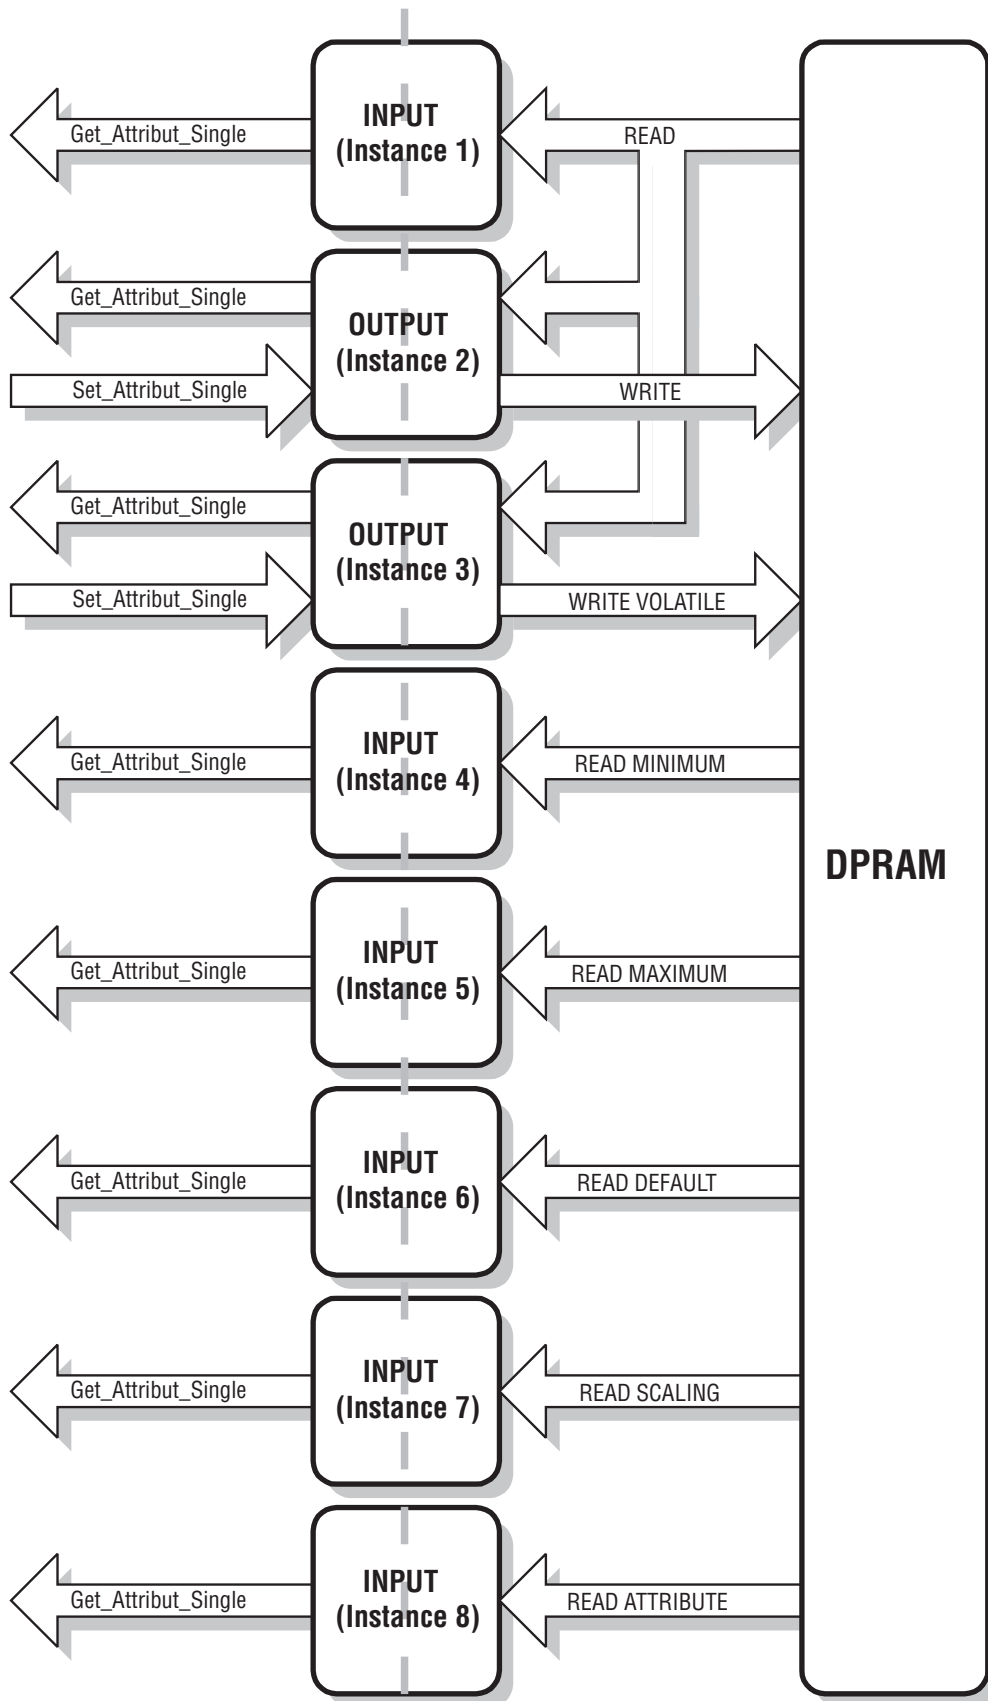 INPUT
(Instance 1)
Get_Attribut_Single
READ
Get_Attribut_Single
OUTPUT
(Instance 2)
Set_Attribut_Single
WRITE
Get_Attribut_Single
OUTPUT
(Instance 3)
Set_Attribut_Single
WRITE VOLATILE
INPUT
(Instance 4)
Get_Attribut_Single
READ MINIMUM
DPRAM
INPUT
(Instance 5)
Get_Attribut_Single
READ MAXIMUM
INPUT
(Instance 6)
Get_Attribut_Single
READ DEFAULT
INPUT
(Instance 7)
Get_Attribut_Single
READ SCALING
INPUT
(Instance 8)
Get_Attribut_Single
READ ATTRIBUTE